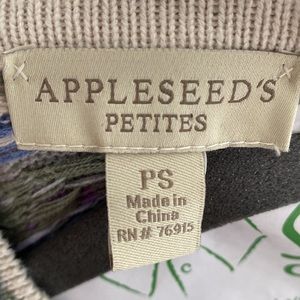 APPLESEED'S
PETITES
PS
Made in
China
RN# 76915